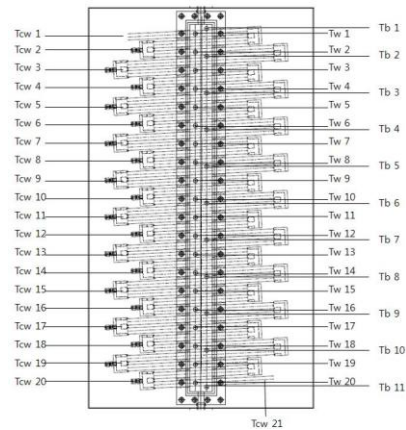 Tcw 1 Tw 1 Tb 1
Tcw 2 Tw 2 Tb 2
Tcw 3 Tw 3
Tcw 4 Tw 4 Tb 3
Tcw 5 Tw 5
Tcw 6 Tw 6 Tb 4
Tcw 7 Tw 7
Tcw 8 Tw 8 Tb 5
Tcw 9 Tw 9
Tcw 10 Tw 10 Tb 6
Tcw 11 Tw 11
Tcw 12 Tw 12 Tb 7
Tcw 13 Tw 13
Tcw 14 Tw 14 Tb 8
Tcw 15 Tw 15
Tcw 16 Tw 16 Tb 9
Tcw 17 Tw 17
Tcw 18 Tw 18 Tb 10
Tcw 19 Tw 19
Tcw 20 Tw 20 Tb 11
Tcw 21